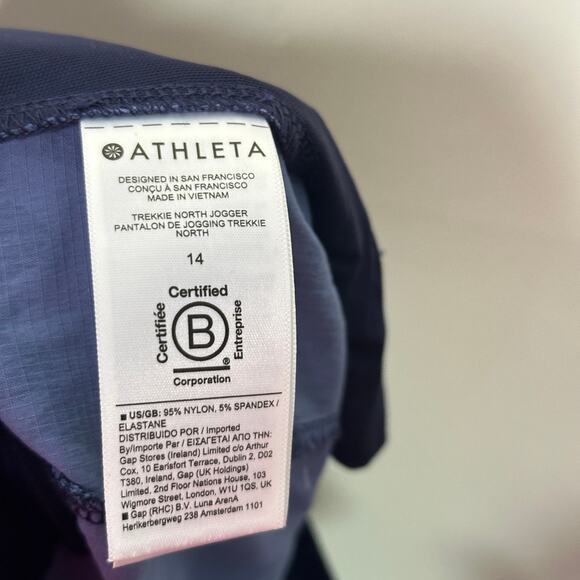 ATHLETA
DESIGNED IN SAN FRANCISCO
CONÇU À SAN FRANCISCO
MADE IN VIETNAM
TREKKIE NORTH JOGGER
PANTALON DE JOGGING TREKKIE
NORTH
14
Certified
Certifiée
B
®
Entreprise
Corporation
US/GB: 95% NYLON, 5% SPANDEX /
ELASTANE
DISTRIBUIDO POR / Imported
By/Importe Par / ΕΙΣΑΓΕΤΑΙ ΑΠΟ ΤΗΝ:
Gap Stores (Ireland) Limited c/o Arthur
Cox, 10 Earlsfort Terrace, Dublin 2, D02
T380, Ireland, Gap (UK Holdings)
Limited, 2nd Floor Nations House, 103
Wigmore Street, London, W1U 1QS, UK
Gap (RHC) B.V. Luna ArenA
Herikerbergweg 238 Amsterdam 1101